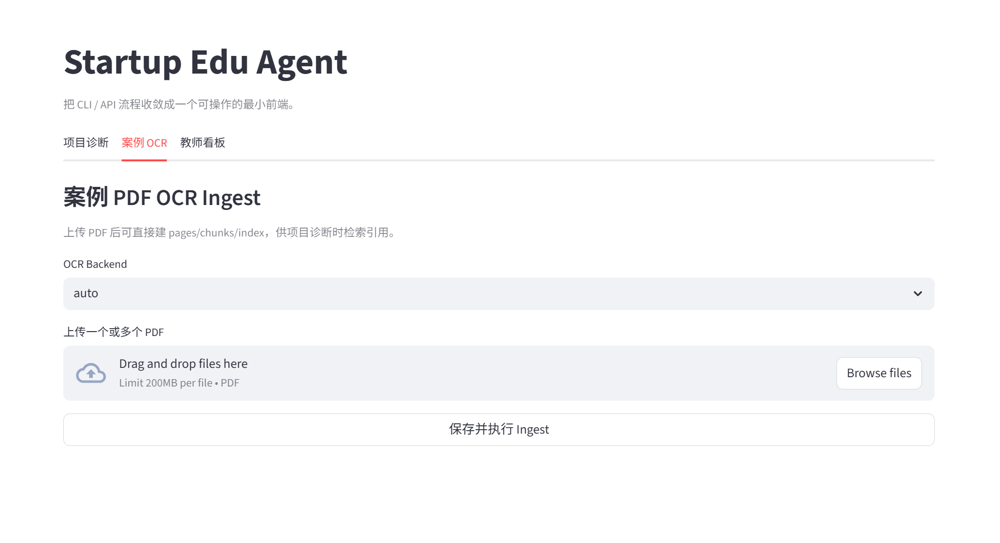 Startup Edu Agent
把 CLI / API 流程收敛成一个可操作的最小前端。
项目诊断 案例 OCR 教师看板
案例 PDF OCR Ingest
上传 PDF 后可直接建 pages/chunks/index，供项目诊断时检索引用。
OCR Backend
auto
上传一个或多个 PDF
Drag and drop files here
Limit 200MB per file • PDF
Browse files
保存并执行 Ingest